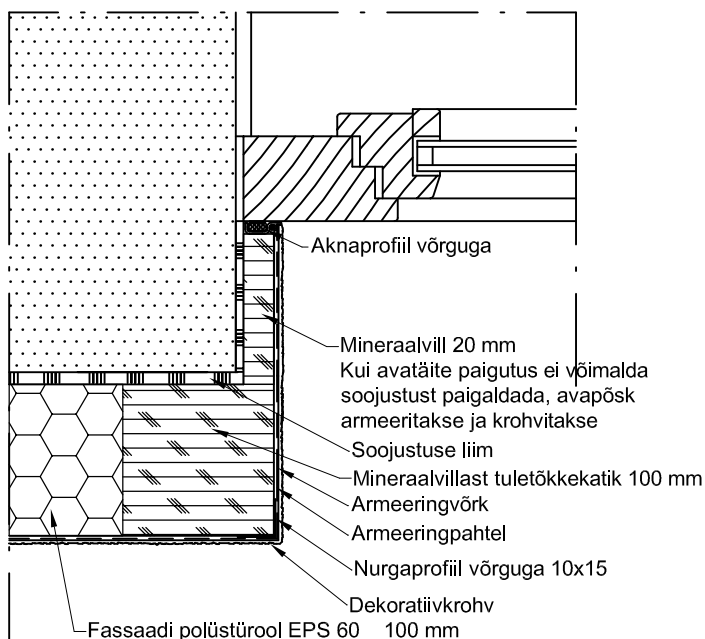 Aknaprofiil võrguga
Mineraalvill 20 mm
Kui avatäite paigutus ei võimalda
soojustust paigaldada, avapõsk
armeeritakse ja krohvitakse
Soojustuse liim
Mineraalvillast tuletõkkekatik 100 mm
Armeeringvõrk
Armeeringpahtel
Nurgaprofiil võrguga 10x15
Dekoratiivkrohv
Fassaadi polüstürool EPS 60 100 mm